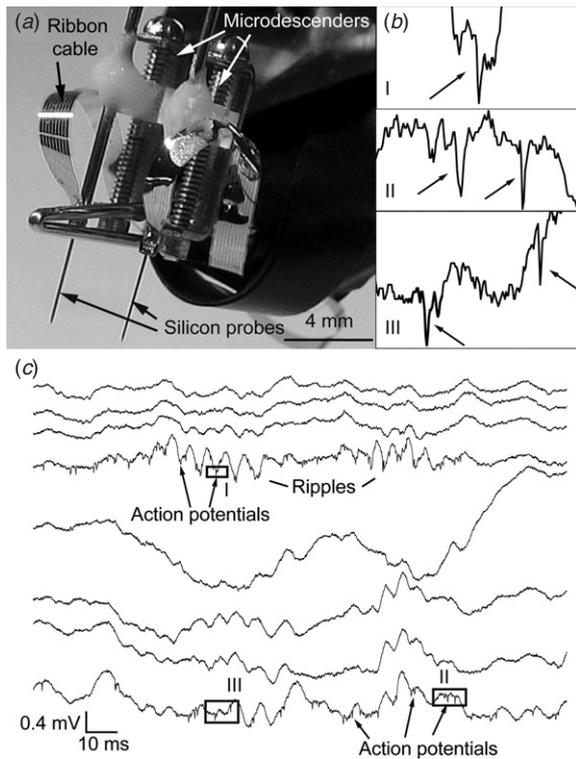 (a)
Microdescenders
Ribbon
cable
Silicon probes
4 mm
(b)
I
II
III
(c)
I
Ripples
Action potentials
III
II
0.4 mV
10 ms
Action potentials